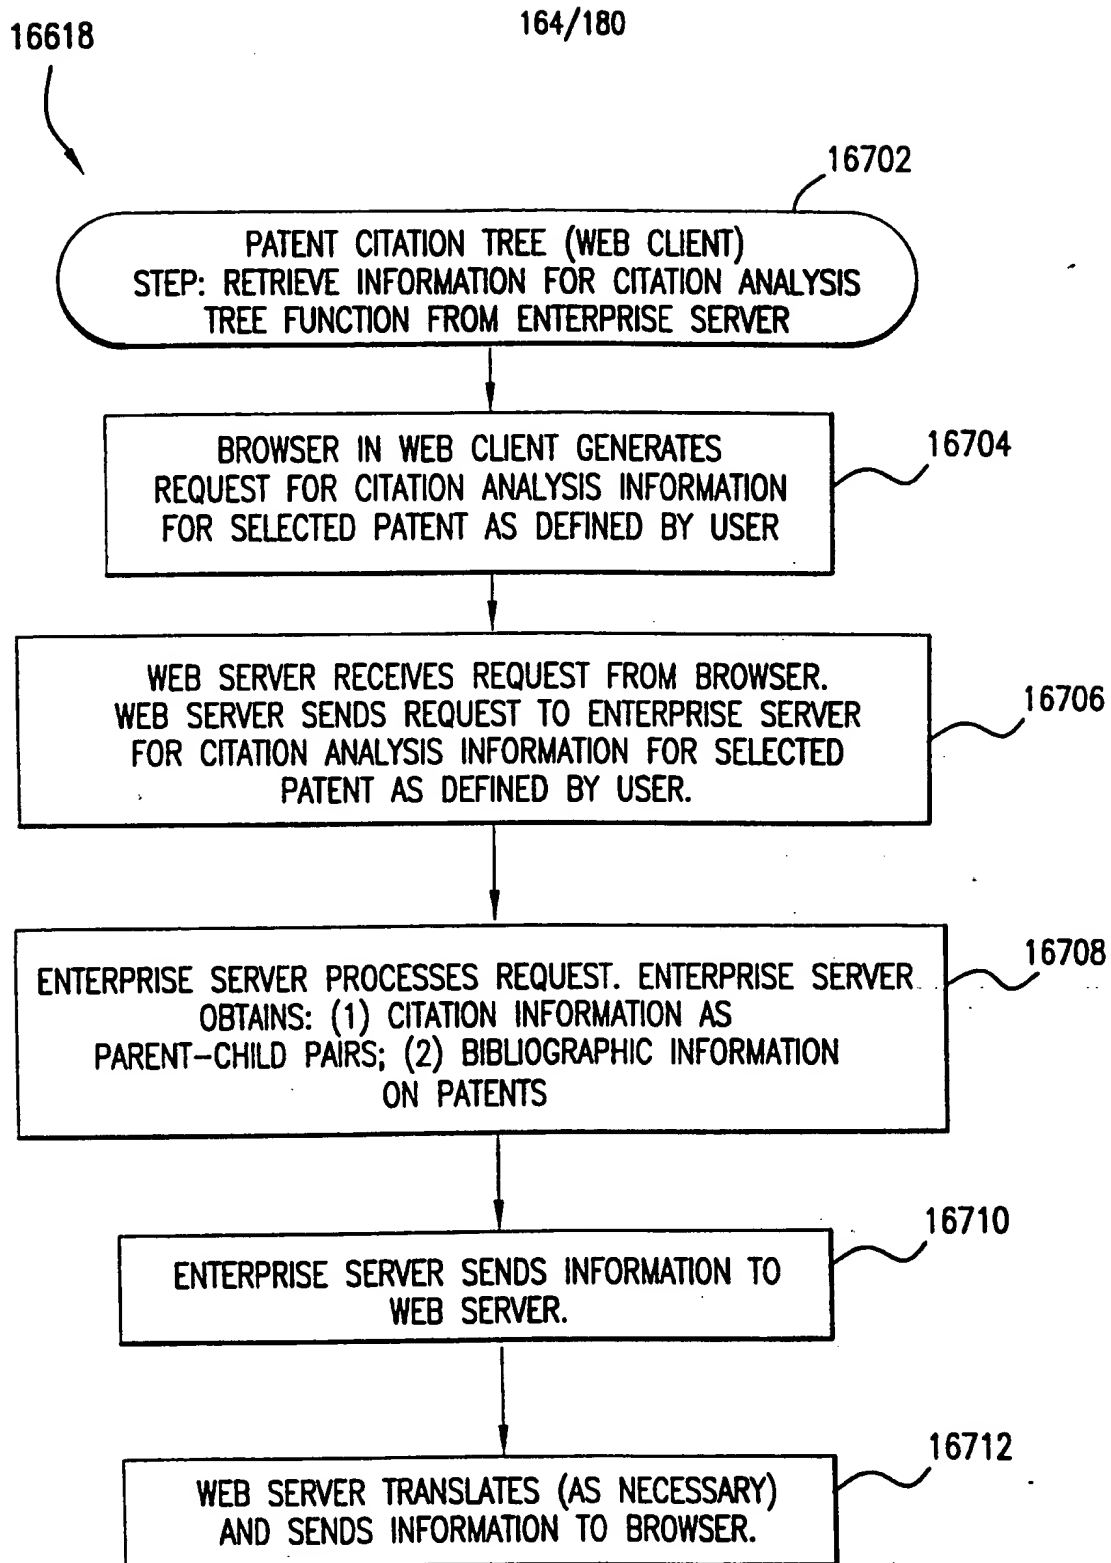 16618
164/180
16702
PATENT CITATION TREE (WEB CLIENT)
STEP: RETRIEVE INFORMATION FOR CITATION ANALYSIS
TREE FUNCTION FROM ENTERPRISE SERVER
16704
BROWSER IN WEB CLIENT GENERATES
REQUEST FOR CITATION ANALYSIS INFORMATION
FOR SELECTED PATENT AS DEFINED BY USER
16706
WEB SERVER RECEIVES REQUEST FROM BROWSER.
WEB SERVER SENDS REQUEST TO ENTERPRISE SERVER
FOR CITATION ANALYSIS INFORMATION FOR SELECTED
PATENT AS DEFINED BY USER.
16708
ENTERPRISE SERVER PROCESSES REQUEST. ENTERPRISE SERVER
OBTAINS: (1) CITATION INFORMATION AS
PARENT-CHILD PAIRS; (2) BIBLIOGRAPHIC INFORMATION
ON PATENTS
16710
ENTERPRISE SERVER SENDS INFORMATION TO
WEB SERVER.
16712
WEB SERVER TRANSLATES (AS NECESSARY)
AND SENDS INFORMATION TO BROWSER.